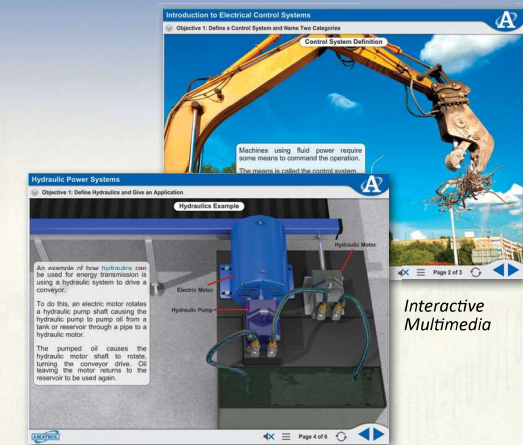 Introduction to Electrical Control Systems
Objective 1: Define a Control System and Name Two Categories
Control System Definition
Machines using fluid power require
some means to command the operation.
The means is called the control system.
Page 2 of 3
Hydraulic Power Systems
Objective 1: Define Hydraulics and Give an Application
Hydraulics Example
An example of how hydraulics can
be used for energy transmission is
using a hydraulic system to drive a
conveyor.
To do this, an electric motor rotates
a hydraulic pump shaft causing the
hydraulic pump to pump oil from a
tank or reservoir through a pipe to a
hydraulic motor.
The pumped oil causes the
hydraulic motor shaft to rotate,
turning the conveyor drive. Oil
leaving the motor returns to the
reservoir to be used again.
Hydraulic Motor
Electric Motor
Hydraulic Pump
AMATROL
Page 4 of 6
Interactive
Multimedia